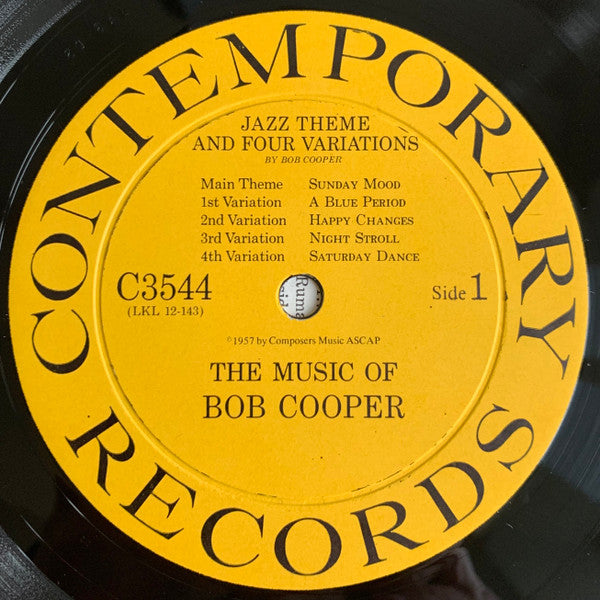 CONTEMPORARY RECORDS
JAZZ THEME
AND FOUR VARIATIONS
BY BOB COOPER
Main Theme SUNDAY MOOD
1st Variation A BLUE PERIOD
2nd Variation HAPPY CHANGES
3rd Variation NIGHT STROLL
4th Variation SATURDAY DANCE
C3544
(LKL 12-143)
Side 1
©1957 by Composers Music ASCAP
THE MUSIC OF
BOB COOPER